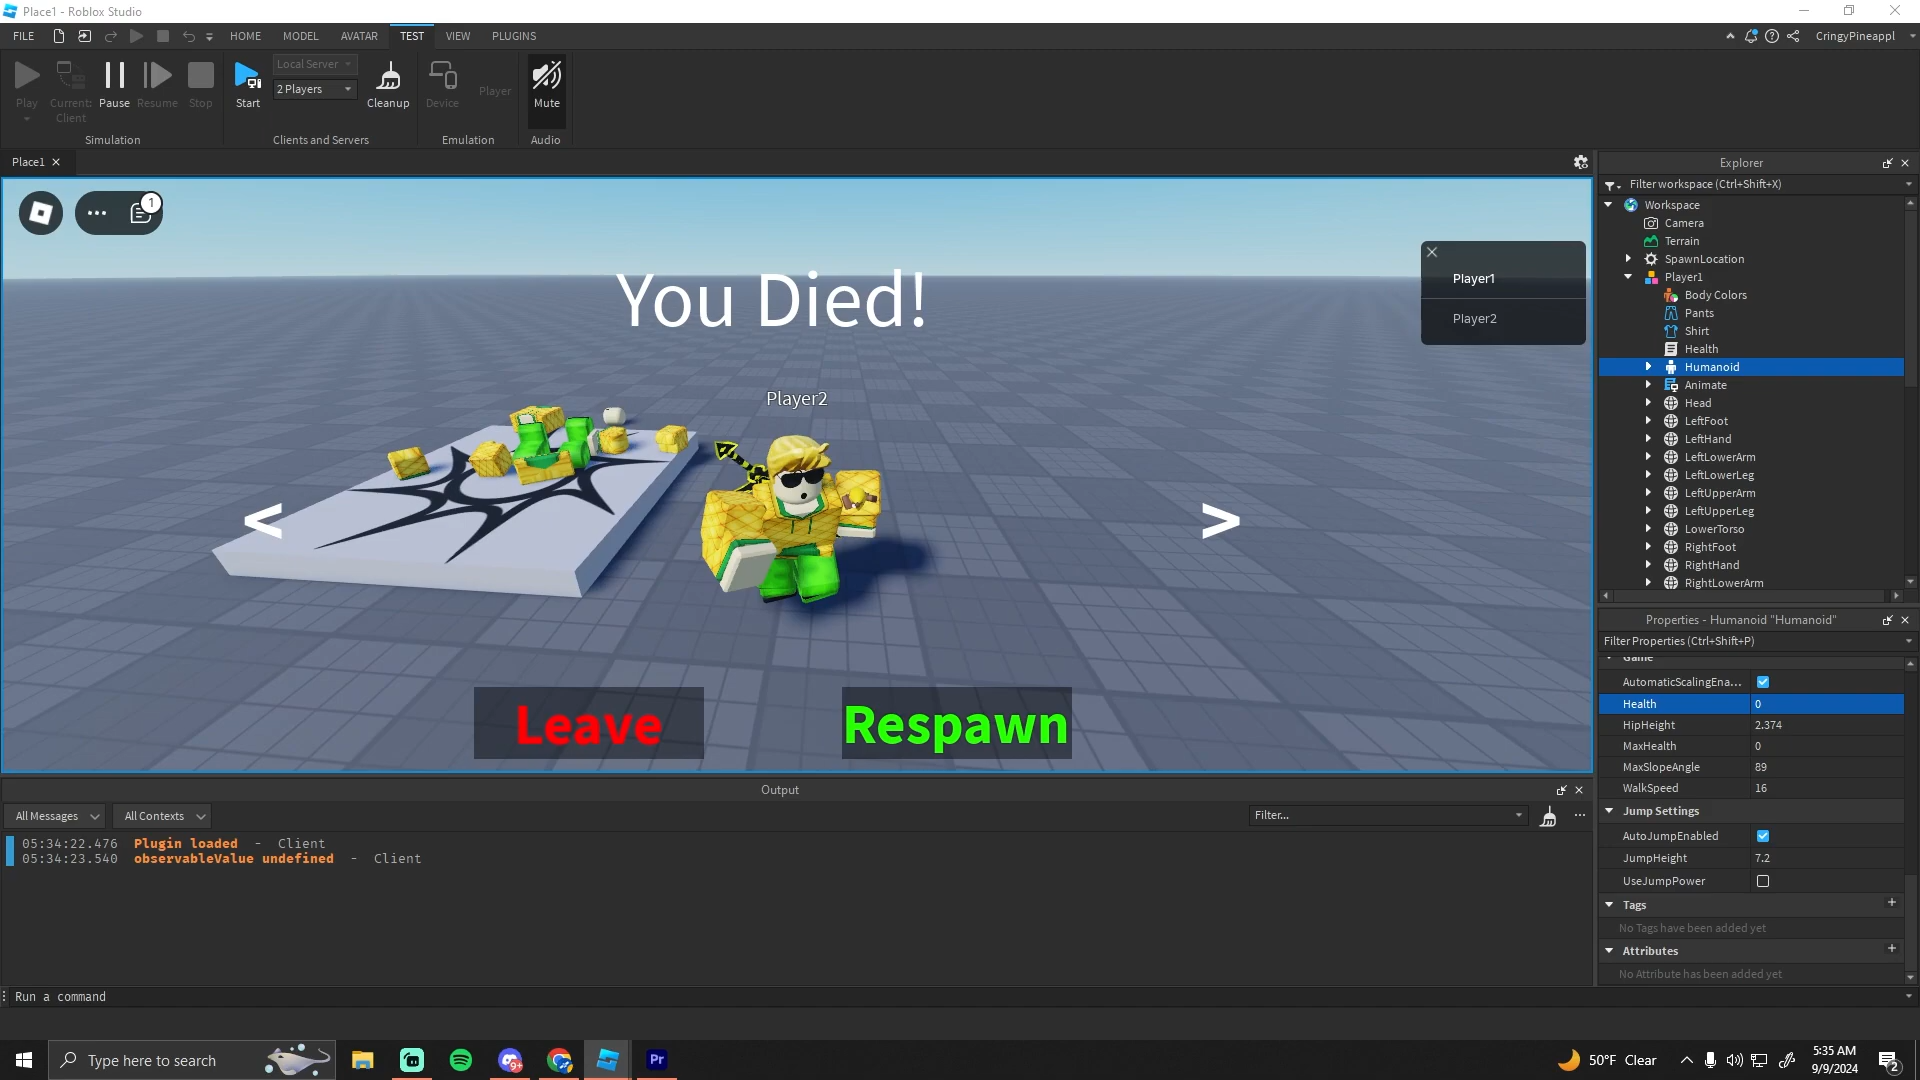 Place1 - Roblox Studio
FILE HOME MODEL AVATAR TEST VIEW PLUGINS CringyPineappl
Local Server
2 Players
Play Current: Client Pause Resume Stop Start Cleanup Device Player Mute
Simulation Clients and Servers Emulation Audio
Place1
1
You Died!
Player1
Player2
Player2
<
>
Leave Respawn
Output
All Messages All Contexts Filter...
05:34:22.476 Plugin loaded - Client
05:34:23.540 observableValue undefined - Client
Run a command
Explorer
Filter workspace (Ctrl+Shift+X)
Workspace
Camera
Terrain
SpawnLocation
Player1
Body Colors
Pants
Shirt
Health
Humanoid
Animate
Head
LeftFoot
LeftHand
LeftLowerArm
LeftLowerLeg
LeftUpperArm
LeftUpperLeg
LowerTorso
RightFoot
RightHand
RightLowerArm
Properties - Humanoid "Humanoid"
Filter Properties (Ctrl+Shift+P)
Game
AutomaticScalingEna...
Health 0
HipHeight 2.374
MaxHealth 0
MaxSlopeAngle 89
WalkSpeed 16
Jump Settings
AutoJumpEnabled
JumpHeight 7.2
UseJumpPower
Tags +
No Tags have been added yet
Attributes +
No Attribute has been added yet
Type here to search
9+
Pr
50°F Clear
5:35 AM
9/9/2024
2